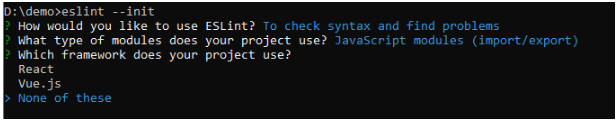 D:\demo>eslint --init
? How would you like to use ESLint? To check syntax and find problems
? What type of modules does your project use? JavaScript modules (import/export)
? Which framework does your project use?
React
Vue.js
> None of these